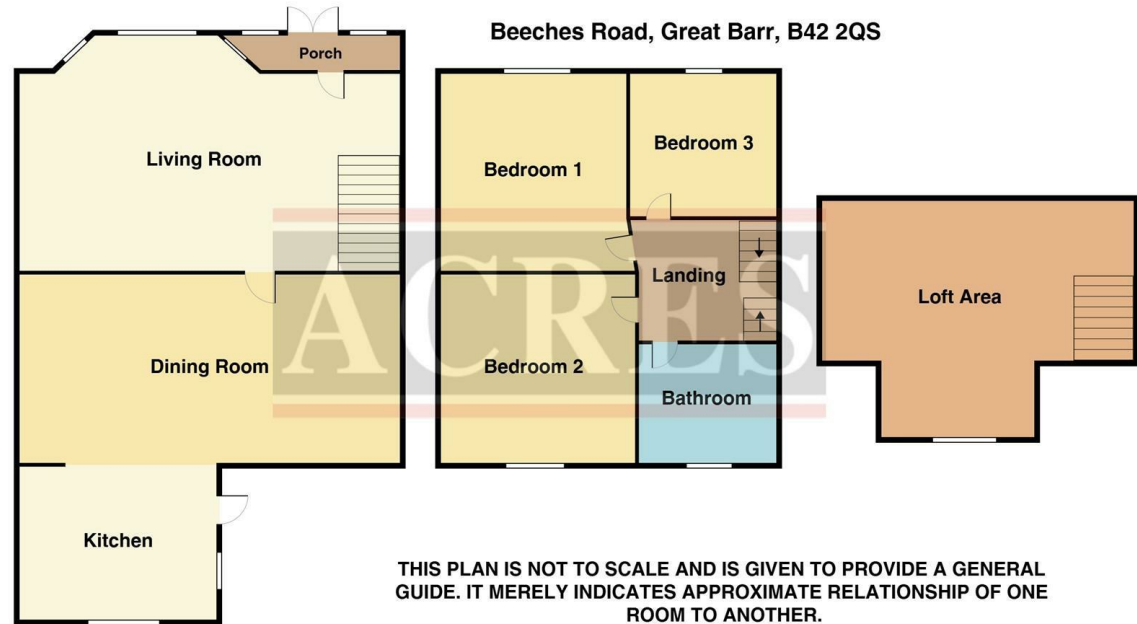 Beeches Road, Great Barr, B42 2QS
Porch
Living Room
Dining Room
Kitchen
Bedroom 1
Bedroom 3
Landing
Bedroom 2
Bathroom
Loft Area
ACRES
THIS PLAN IS NOT TO SCALE AND IS GIVEN TO PROVIDE A GENERAL
GUIDE. IT MERELY INDICATES APPROXIMATE RELATIONSHIP OF ONE
ROOM TO ANOTHER.